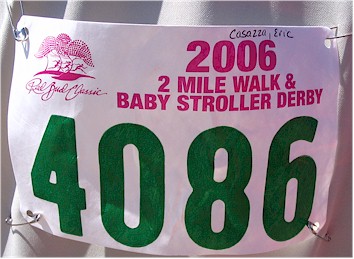 Casazza, Eric
2006
Red Bud Classic
2 MILE WALK &
BABY STROLLER DERBY
4086